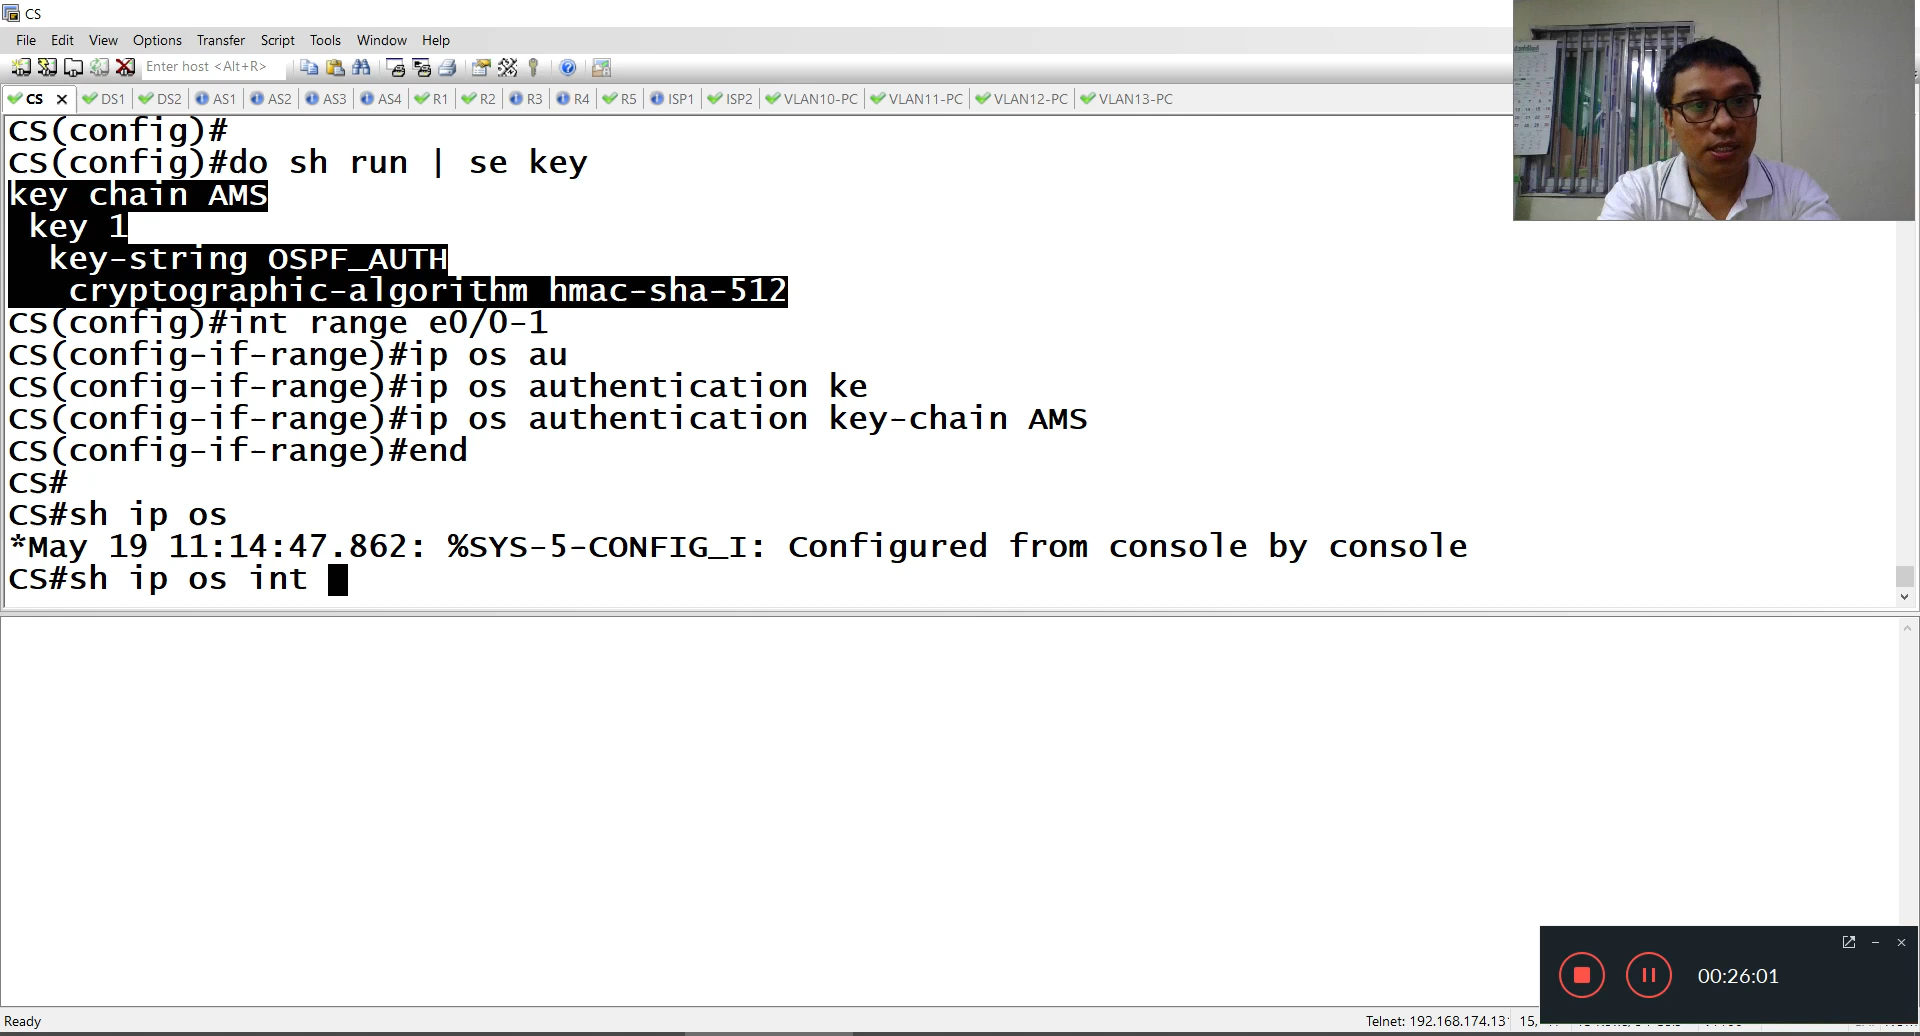 CS
File Edit View Options Transfer Script Tools Window Help
Enter host <Alt+R>
CS DS1 DS2 AS1 AS2 AS3 AS4 R1 R2 R3 R4 R5 ISP1 ISP2 VLAN10-PC VLAN11-PC VLAN12-PC VLAN13-PC
CS(config)#
CS(config)#do sh run | se key
key chain AMS
key 1
key-string OSPF_AUTH
cryptographic-algorithm hmac-sha-512
CS(config)#int range e0/0-1
CS(config-if-range)#ip os au
CS(config-if-range)#ip os authentication ke
CS(config-if-range)#ip os authentication key-chain AMS
CS(config-if-range)#end
CS#
CS#sh ip os
*May 19 11:14:47.862: %SYS-5-CONFIG_I: Configured from console by console
CS#sh ip os int
00:26:01
Ready
Telnet: 192.168.174.13 15,